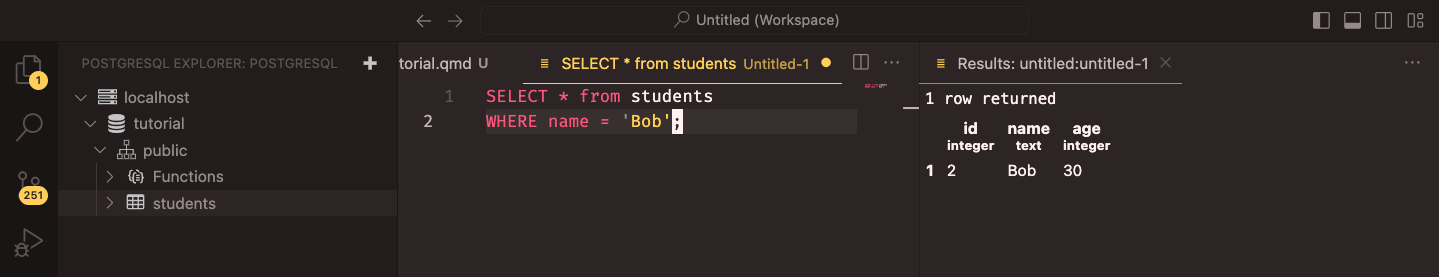 Untitled (Workspace)
POSTGRESQL EXPLORER: POSTGRESQL
1
localhost
tutorial
public
Functions
251
students
torial.qmd U
SELECT * from students Untitled-1
1 SELECT * from students
2 WHERE name = 'Bob';
Results: untitled:untitled-1
1 row returned
id name age
integer text integer
1 2 Bob 30